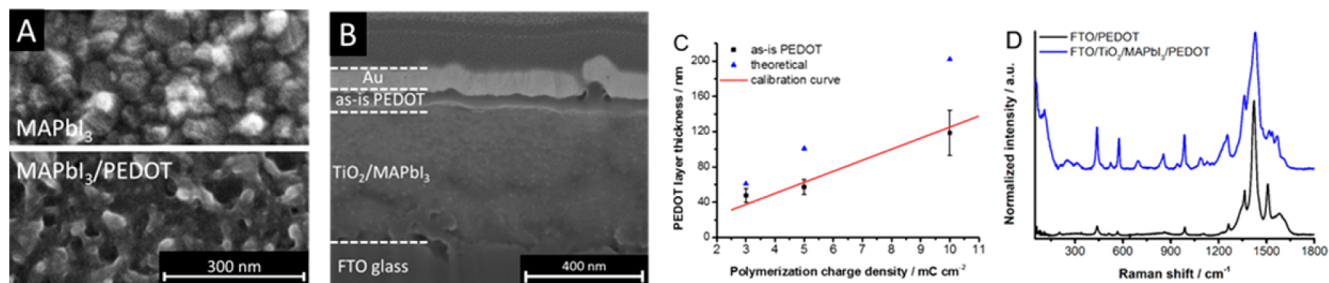 A
MAPbI3
MAPbI3/PEDOT
300 nm
B
Au
as-is PEDOT
TiO2/MAPbI3
FTO glass
400 nm
C
as-is PEDOT
theoretical
calibration curve
PEDOT layer thickness / nm
200
160
120
80
40
0
2 3 4 5 6 7 8 9 10 11
Polymerization charge density / mC cm-2
D
FTO/PEDOT
FTO/TiO2/MAPbI3/PEDOT
Normalized intensity / a.u.
300 600 900 1200 1500 1800
Raman shift / cm-1